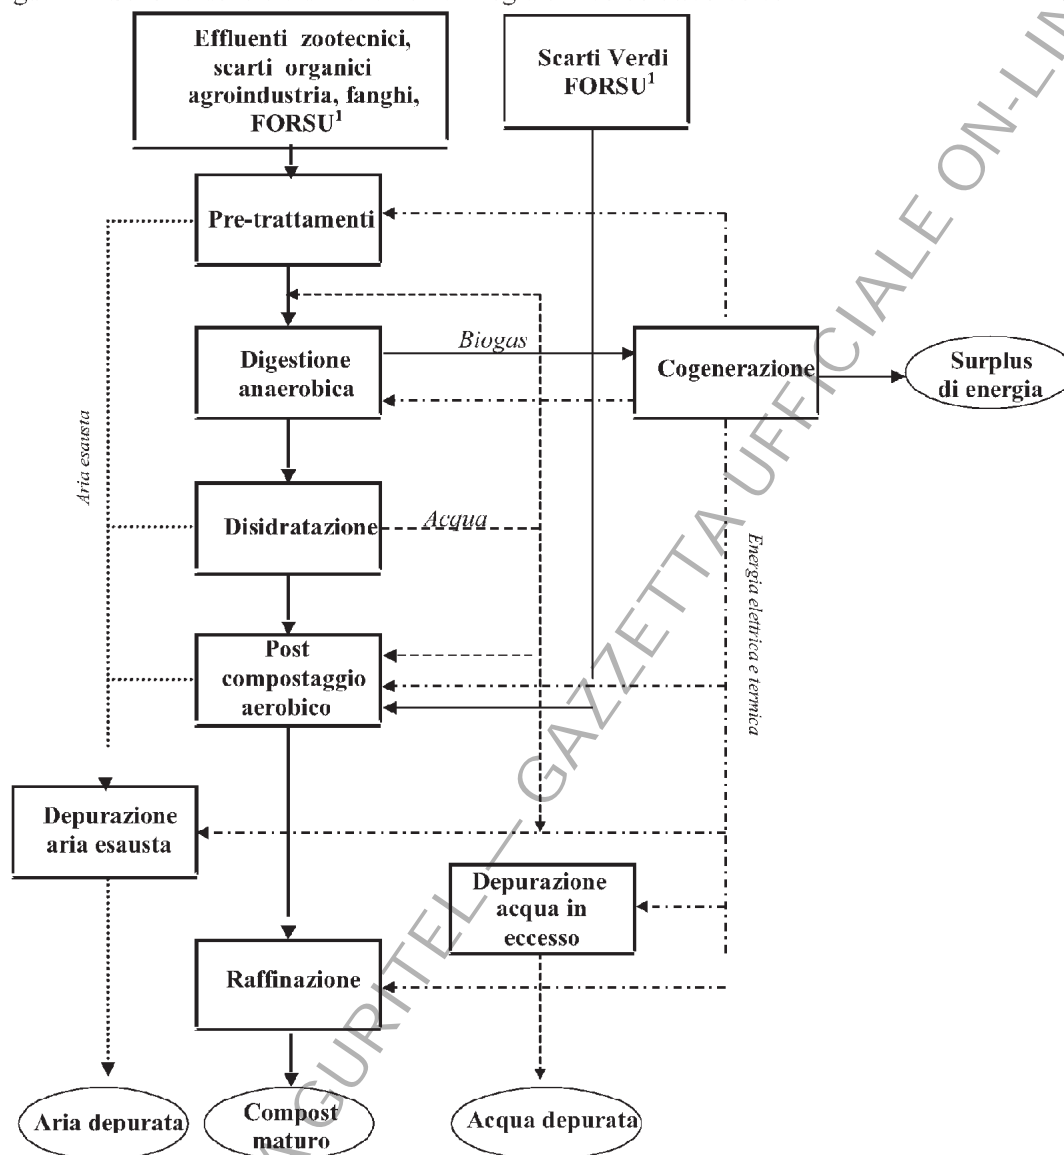 Effluenti zootecnici,
scarti organici
agroindustria, fanghi,
FORSU¹
Scarti Verdi
FORSU¹
Pre-trattamenti
Digestione
anaerobica
Biogas
Cogenerazione
Surplus
di energia
Aria esausta
Disidratazione
Acqua
Energia elettrica e termica
Post
compostaggio
aerobico
Depurazione
aria esausta
Depurazione
acqua in
eccesso
Raffinazione
Aria depurata
Compost
maturo
Acqua depurata
GURITEL — GAZZETTA UFFICIALE ON-LIN